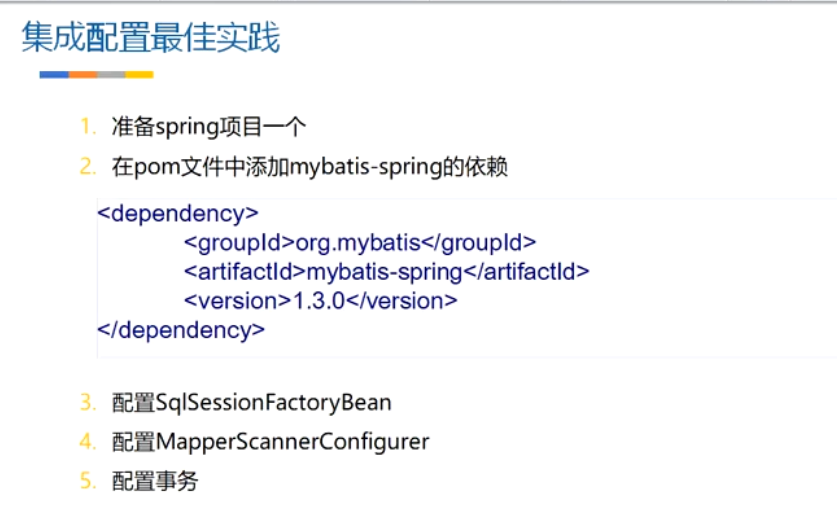 集成配置最佳实践
1. 准备spring项目一个
2. 在pom文件中添加mybatis-spring的依赖
<dependency>
<groupId>org.mybatis</groupId>
<artifactId>mybatis-spring</artifactId>
<version>1.3.0</version>
</dependency>
3. 配置SqlSessionFactoryBean
4. 配置MapperScannerConfigurer
5. 配置事务